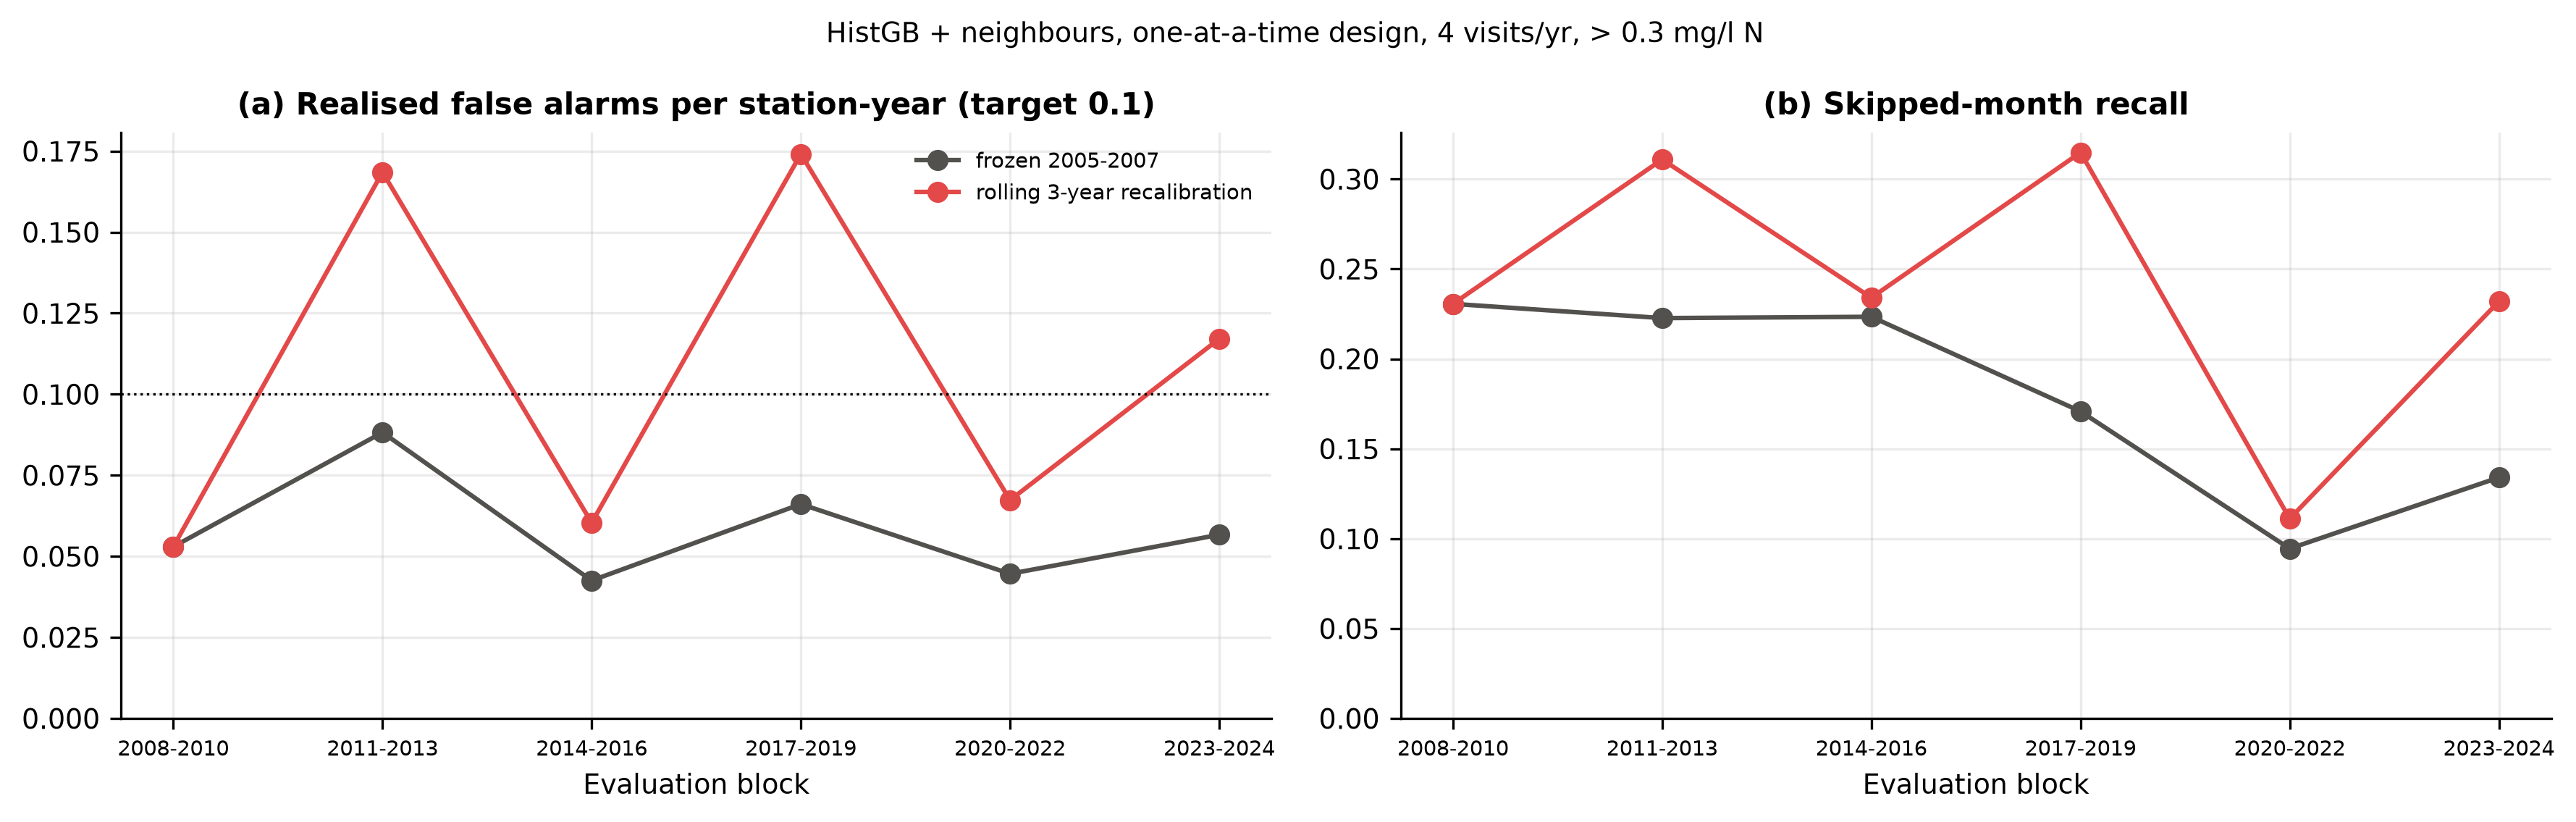 HistGB + neighbours, one-at-a-time design, 4 visits/yr, > 0.3 mg/l N
(a) Realised false alarms per station-year (target 0.1)
frozen 2005-2007
rolling 3-year recalibration
0.175
0.150
0.125
0.100
0.075
0.050
0.025
0.000
2008-2010 2011-2013 2014-2016 2017-2019 2020-2022 2023-2024
Evaluation block
(b) Skipped-month recall
0.30
0.25
0.20
0.15
0.10
0.05
0.00
2008-2010 2011-2013 2014-2016 2017-2019 2020-2022 2023-2024
Evaluation block